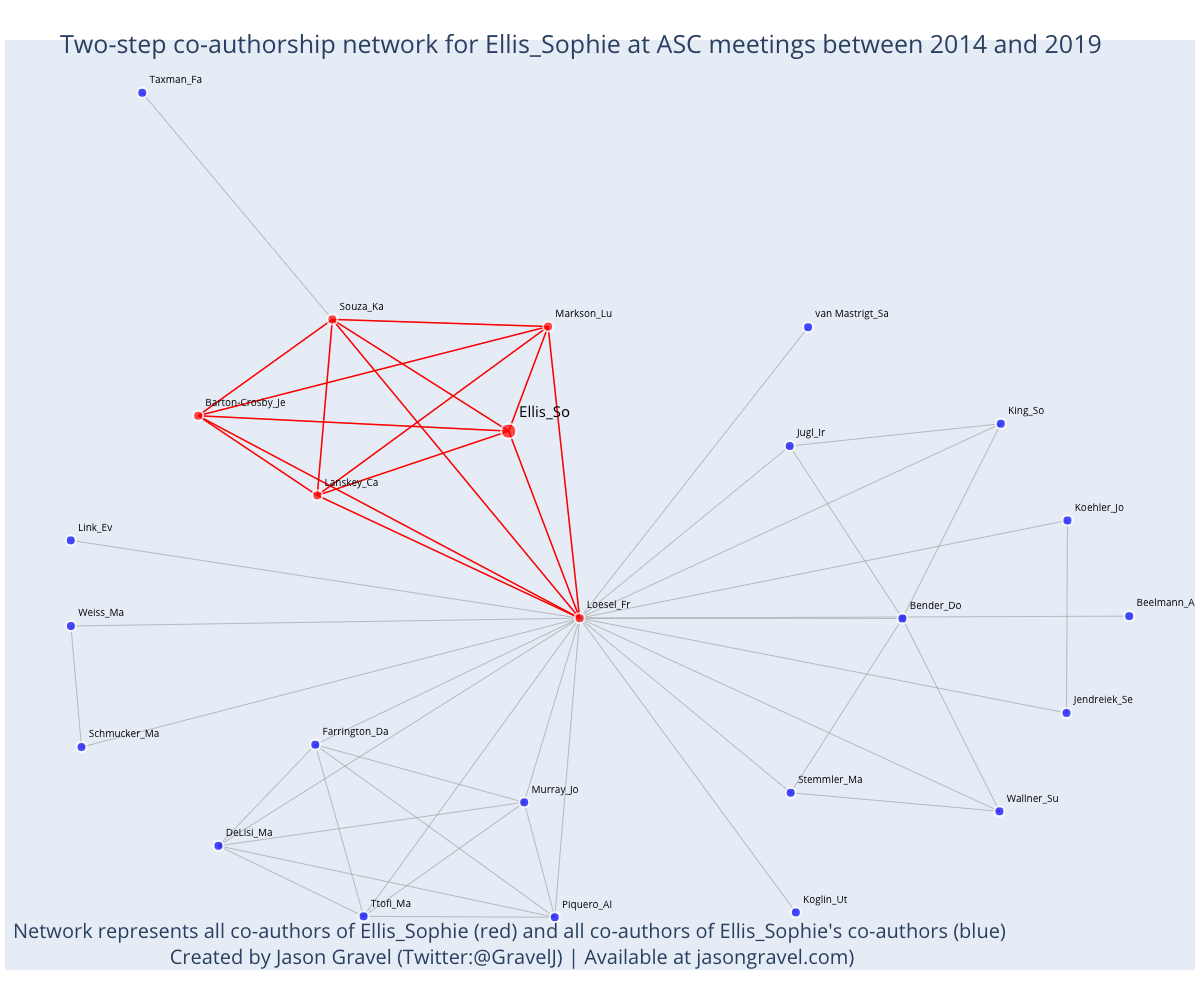 Two-step co-authorship network for Ellis_Sophie at ASC meetings between 2014 and 2019
Taxman_Fa
Souza_Ka
Markson_Lu
van Mastrigt_Sa
Barton-Crosby_Je
Ellis_So
King_So
Jugl_Ir
Lanskey_Ca
Koehler_Jo
Link_Ev
Loesel_Fr
Bender_Do
Beelmann_A
Weiss_Ma
Jendreiek_Se
Schmucker_Ma
Farrington_Da
Stemmler_Ma
Murray_Jo
Wallner_Su
DeLisi_Ma
Ttofi_Ma
Piquero_Al
Koglin_Ut
Network represents all co-authors of Ellis_Sophie (red) and all co-authors of Ellis_Sophie's co-authors (blue)
Created by Jason Gravel (Twitter:@GravelJ) | Available at jasongravel.com)